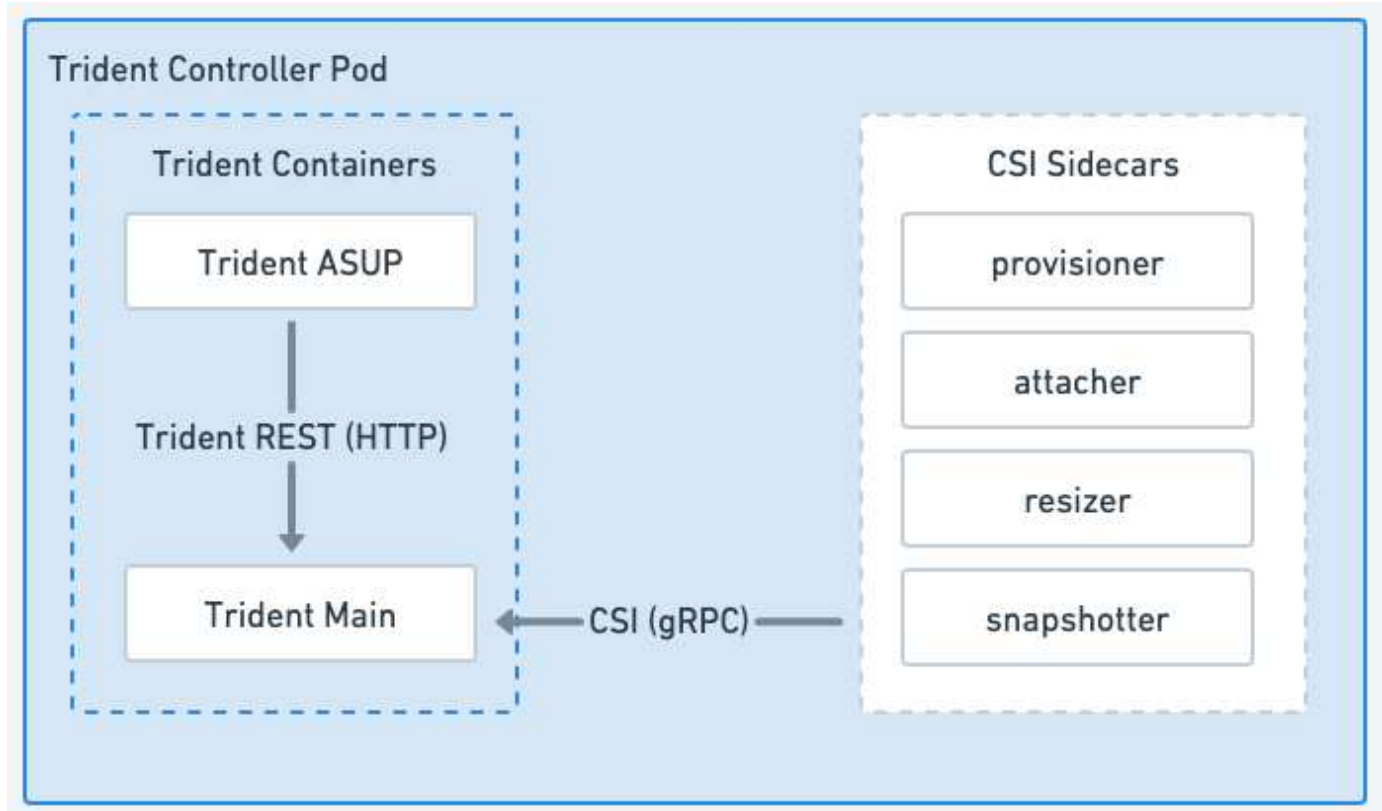 Trident Controller Pod
Trident Containers
Trident ASUP
Trident REST (HTTP)
Trident Main
CSI (gRPC)
CSI Sidecars
provisioner
attacher
resizer
snapshotter